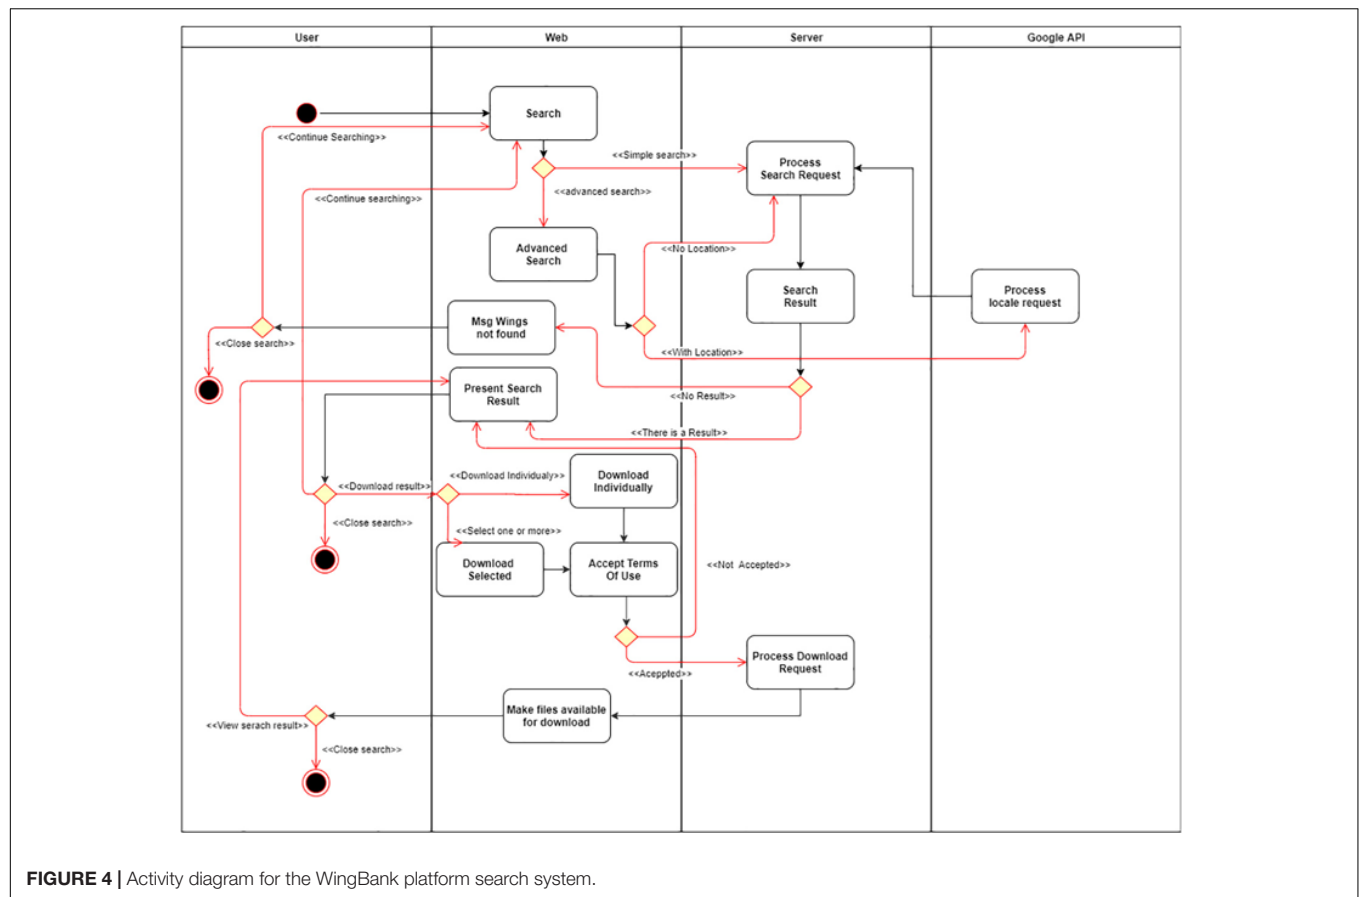 User
Web
Server
Google API
Search
<<Continue Searching>>
<<Simple search>>
Process
Search Request
<<advanced search>>
<<Continue searching>>
Advanced
Search
<<No Location>>
Search
Result
Process
locale request
Msg Wings
not found
<<Close search>>
<<With Location>>
Present Search
Result
<<No Result>>
<<There is a Result>>
<<Download Individualy>>
Download
Individually
<<Download result>>
<<Close search>>
<<Select one or more>>
Download
Selected
Accept Terms
Of Use
<<Not Accepted>>
Process Download
Request
<<Aceppted>>
Make files available
for download
<<View serach result>>
<<Close search>>
FIGURE 4 | Activity diagram for the WingBank platform search system.